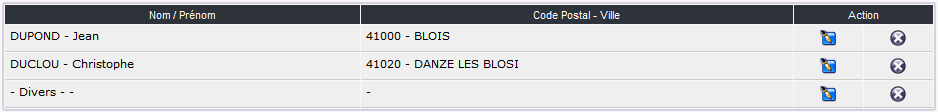 Nom / Prénom Code Postal - Ville Action
DUPOND - Jean 41000 - BLOIS
DUCLOU - Christophe 41020 - DANZE LES BLOSI
- Divers - - -